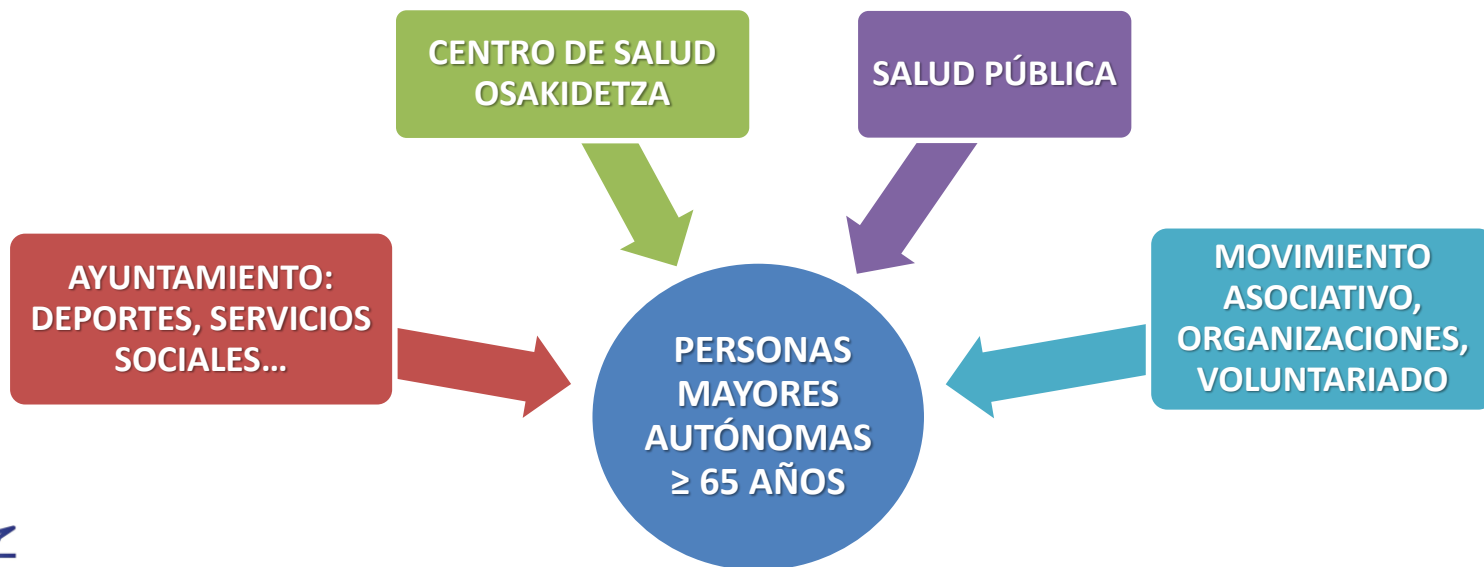 CENTRO DE SALUD
OSAKIDETZA
SALUD PÚBLICA
AYUNTAMIENTO:
DEPORTES, SERVICIOS
SOCIALES...
MOVIMIENTO
ASOCIATIVO,
ORGANIZACIONES,
VOLUNTARIADO
PERSONAS
MAYORES
AUTÓNOMAS
≥ 65 AÑOS